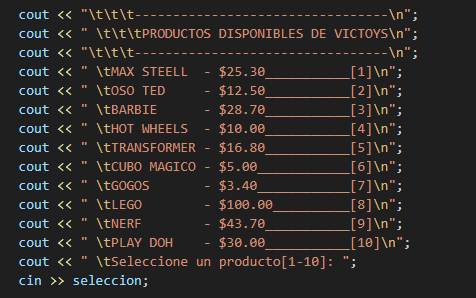 cout << "\t\t\t---------------------------------\n";
cout << " \t\t\tPRODUCTOS DISPONIBLES DE VICTOYS\n";
cout << "\t\t\t---------------------------------\n";
cout << " \tMAX STEELL  - $25.30___________[1]\n";
cout << " \tOSO TED     - $12.50___________[2]\n";
cout << " \tBARBIE      - $28.70___________[3]\n";
cout << " \tHOT WHEELS  - $10.00___________[4]\n";
cout << " \tTRANSFORMER - $16.80___________[5]\n";
cout << " \tCUBO MAGICO - $5.00____________[6]\n";
cout << " \tGOGOS       - $3.40____________[7]\n";
cout << " \tLEGO        - $100.00__________[8]\n";
cout << " \tNERF        - $43.70___________[9]\n";
cout << " \tPLAY DOH    - $30.00___________[10]\n";
cout << " \tSeleccione un producto[1-10]: ";
cin >> seleccion;